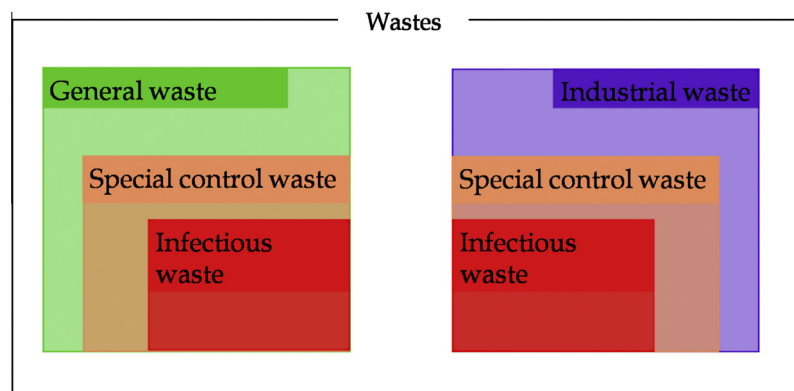 Wastes
General waste
Special control waste
Infectious
waste
Industrial waste
Special control waste
Infectious
waste